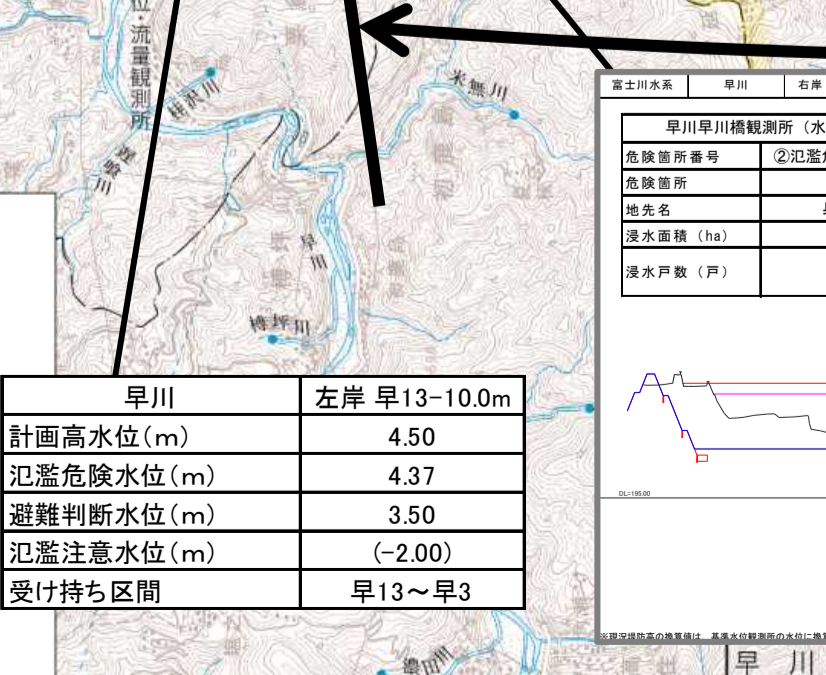 位・流量観測所
桂沢川
米無川
早川
樽坪川
早川 左岸 早13-10.0m
計画高水位(m) 4.50
氾濫危険水位(m) 4.37
避難判断水位(m) 3.50
氾濫注意水位(m) (-2.00)
受け持ち区間 早13～早3
富士川水系 早川 右岸
早川早川橋観測所（水
危険箇所番号 ②氾濫
危険箇所
地先名
浸水面積（ha）
浸水戸数（戸）
DL=195.00
※現況堤防高の換算値は、基準水位観測所の水位に換算
早 川